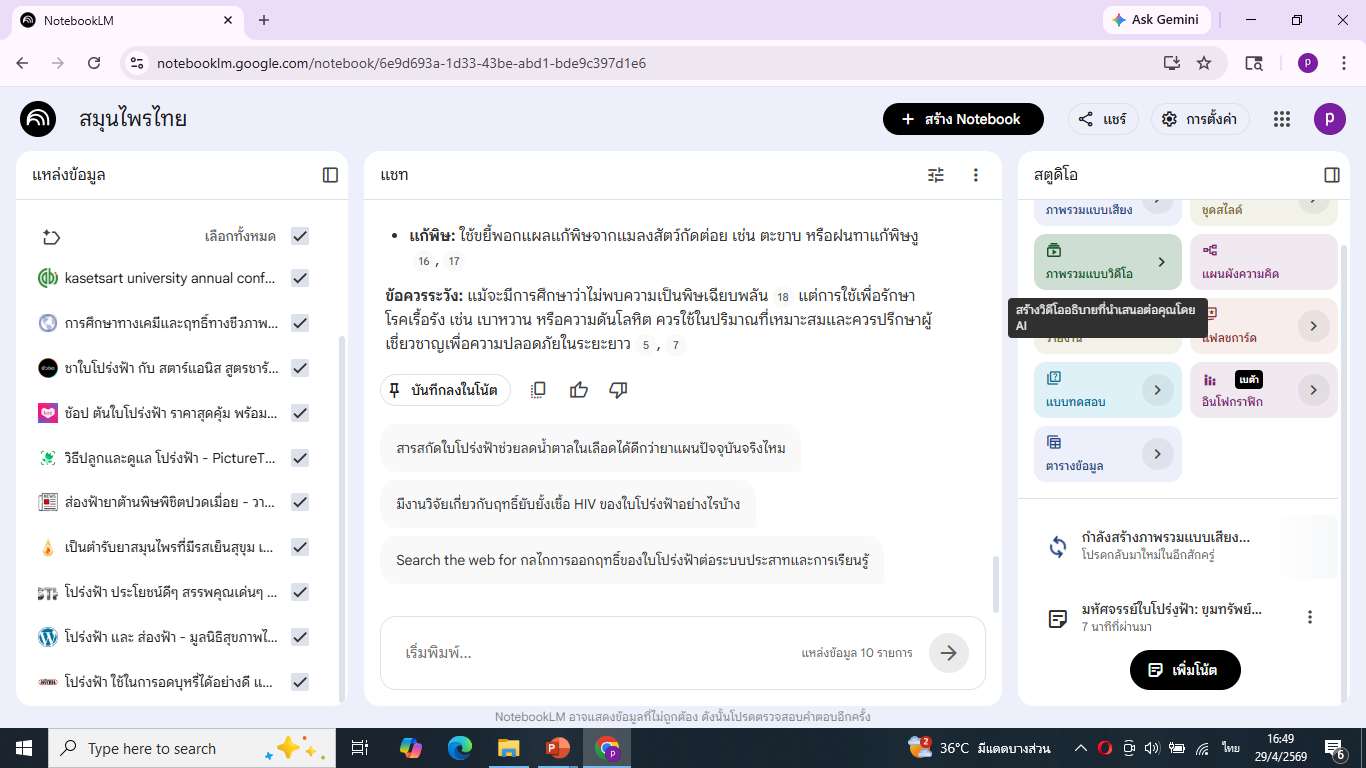 NotebookLM
Ask Gemini
notebooklm.google.com/notebook/6e9d693a-1d33-43be-abd1-bde9c397d1e6
p
สมุนไพรไทย
+ สร้าง Notebook
แชร์
การตั้งค่า
p
แหล่งข้อมูล
เลือกทั้งหมด
kasetsart university annual conf...
การศึกษาทางเคมีและฤทธิ์ทางชีวภาพ...
ชาใบโปร่งฟ้า กับ สตาร์แอนิส สูตรชารั...
ช้อป ต้นใบโปร่งฟ้า ราคาสุดคุ้ม พร้อม...
วิธีปลูกและดูแล โปร่งฟ้า - PictureT...
ส่องฟ้ายาต้านพิษพิชิตปวดเมื่อย - วา...
เป็นตำรับยาสมุนไพรที่มีรสเย็นสุขุม เ...
โปร่งฟ้า ประโยชน์ดีๆ สรรพคุณเด่นๆ ...
โปร่งฟ้า และ ส่องฟ้า - มูลนิธิสุขภาพไ...
โปร่งฟ้า ใช้ในการอดบุหรี่ได้อย่างดี แ...
แชท
• แก้พิษ: ใช้ขยี้พอกแผลแก้พิษจากแมลงสัตว์กัดต่อย เช่น ตะขาบ หรือฝนทาแก้พิษงู
16 , 17
ข้อควรระวัง: แม้จะมีการศึกษาว่าไม่พบความเป็นพิษเฉียบพลัน 18 แต่การใช้เพื่อรักษา
โรคเรื้อรัง เช่น เบาหวาน หรือความดันโลหิต ควรใช้ในปริมาณที่เหมาะสมและควรปรึกษาผู้
เชี่ยวชาญเพื่อความปลอดภัยในระยะยาว 5 , 7
บันทึกลงในโน้ต
สารสกัดใบโปร่งฟ้าช่วยลดน้ำตาลในเลือดได้ดีกว่ายาแผนปัจจุบันจริงไหม
มีงานวิจัยเกี่ยวกับฤทธิ์ยับยั้งเชื้อ HIV ของใบโปร่งฟ้าอย่างไรบ้าง
Search the web for กลไกการออกฤทธิ์ของใบโปร่งฟ้าต่อระบบประสาทและการเรียนรู้
เริ่มพิมพ์...
แหล่งข้อมูล 10 รายการ
NotebookLM อาจแสดงข้อมูลที่ไม่ถูกต้อง ดังนั้นโปรดตรวจสอบคำตอบอีกครั้ง
สตูดิโอ
ภาพรวมแบบเสียง
ชุดสไลด์
ภาพรวมแบบวิดีโอ
แผนผังความคิด
สร้างวิดีโออธิบายที่นำเสนอต่อคุณโดย
AI
รายงาน
แฟลชการ์ด
แบบทดสอบ
เบต้า
อินโฟกราฟิก
ตารางข้อมูล
กำลังสร้างภาพรวมแบบเสียง...
โปรดกลับมาใหม่ในอีกสักครู่
มหัศจรรย์ใบโปร่งฟ้า: ขุมทรัพย์...
7 นาทีที่ผ่านมา
เพิ่มโน้ต
Type here to search
2
36°C มีแดดบางส่วน
ไทย
16:49
29/4/2569
6